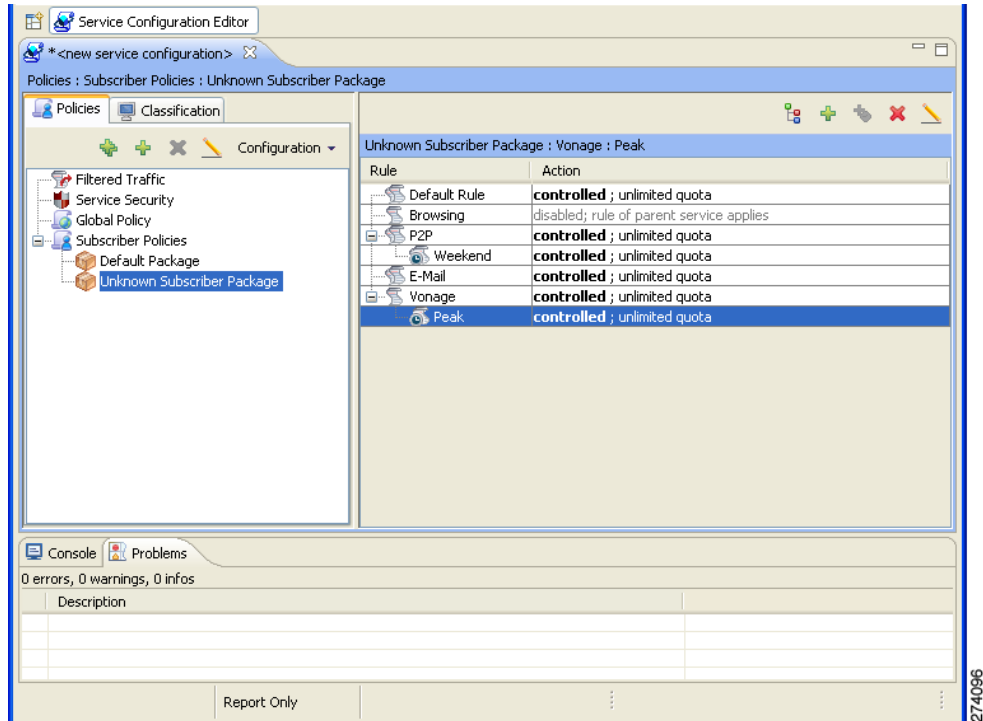 Service Configuration Editor
*<new service configuration>
Policies : Subscriber Policies : Unknown Subscriber Package
Policies
Classification
Configuration
Filtered Traffic
Service Security
Global Policy
Subscriber Policies
Default Package
Unknown Subscriber Package
Unknown Subscriber Package : Vonage : Peak
Rule Action
Default Rule controlled ; unlimited quota
Browsing disabled; rule of parent service applies
P2P controlled ; unlimited quota
Weekend controlled ; unlimited quota
E-Mail controlled ; unlimited quota
Vonage controlled ; unlimited quota
Peak controlled ; unlimited quota
Console
Problems
0 errors, 0 warnings, 0 infos
Description
Report Only
274096